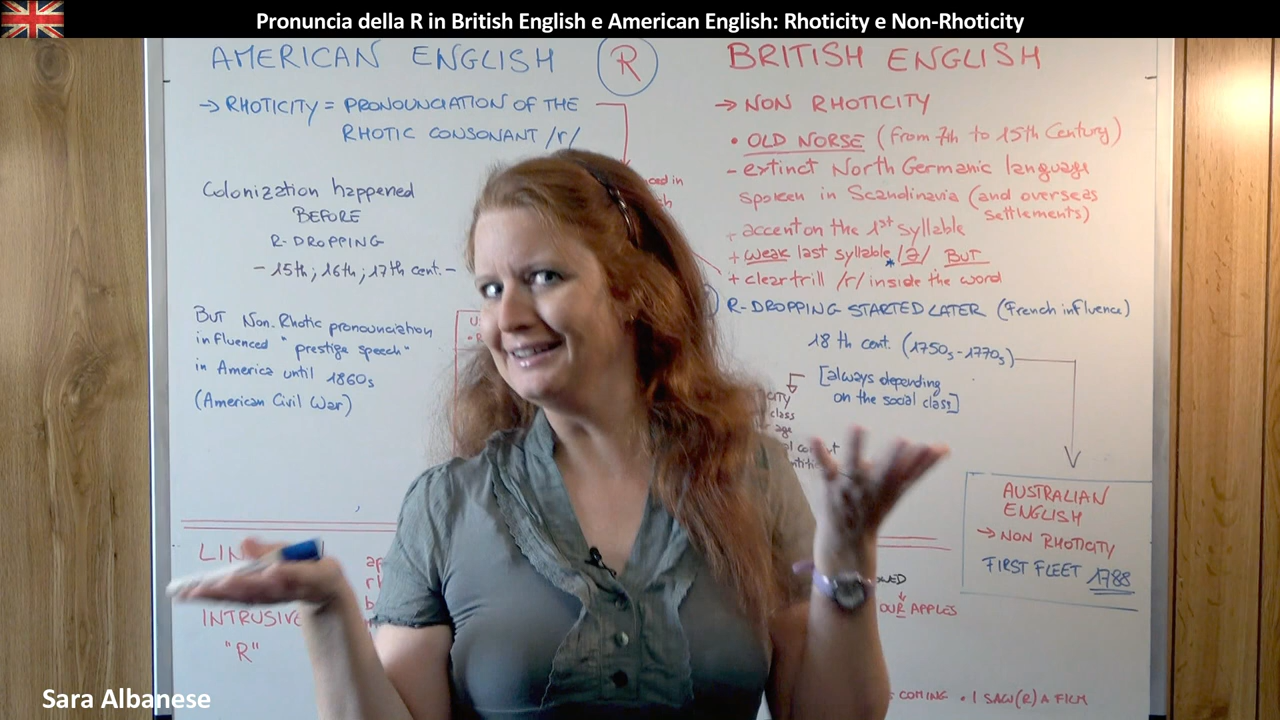 Pronuncia della R in British English e American English: Rhoticity e Non-Rhoticity
AMERICAN ENGLISH
R
→ RHOTICITY = PRONOUNCIATION OF THE
RHOTIC CONSONANT /r/
Colonization happened
BEFORE
R-DROPPING
- 15th; 16th; 17th cent. -
BUT Non-Rhotic pronounciation
influenced "prestige speech"
in America until 1860s
(American Civil War)
BRITISH ENGLISH
→ NON RHOTICITY
• OLD NORSE (from 7th to 15th Century)
- extinct North Germanic language
spoken in Scandinavia (and overseas
settlements)
+ accent on the 1st syllable
+ weak last syllable /ə/ BUT
+ clear trill /r/ inside the word
R-DROPPING STARTED LATER (French influence)
18th cent. (1750s-1770s)
[always depending
on the social class]
class
age
AUSTRALIAN
ENGLISH
→ NON RHOTICITY
FIRST FLEET 1788
INTRUSIVE
"R"
OUR APPLES
COMING • I SAW(R) A FILM
Sara Albanese